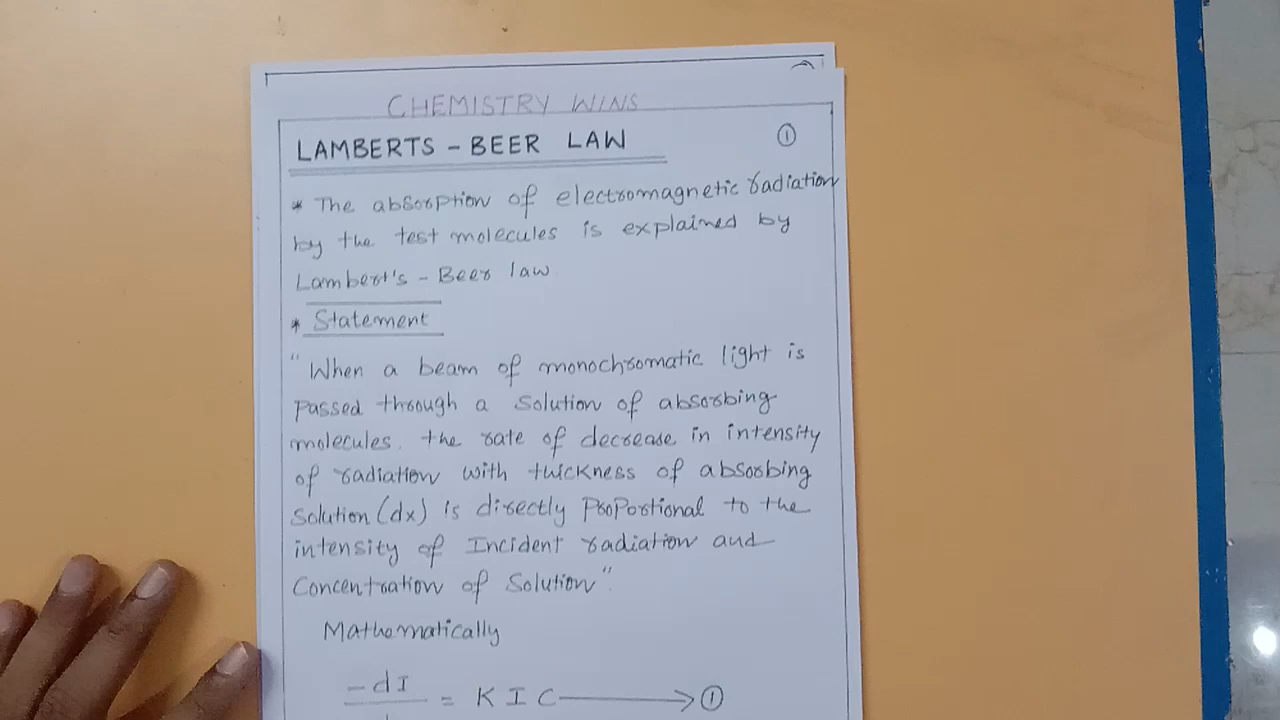 CHEMISTRY WINS
LAMBERTS - BEER LAW ①
* The absorption of electromagnetic radiation
by the test molecules is explained by
Lambert's - Beer law
* Statement
"When a beam of monochromatic light is
Passed through a Solution of absorbing
molecules. the rate of decrease in intensity
of radiation with thickness of absorbing
Solution (dx) is directly Proportional to the
intensity of Incident radiation and
Concentration of Solution".
Mathematically
-dI
= KIC ①